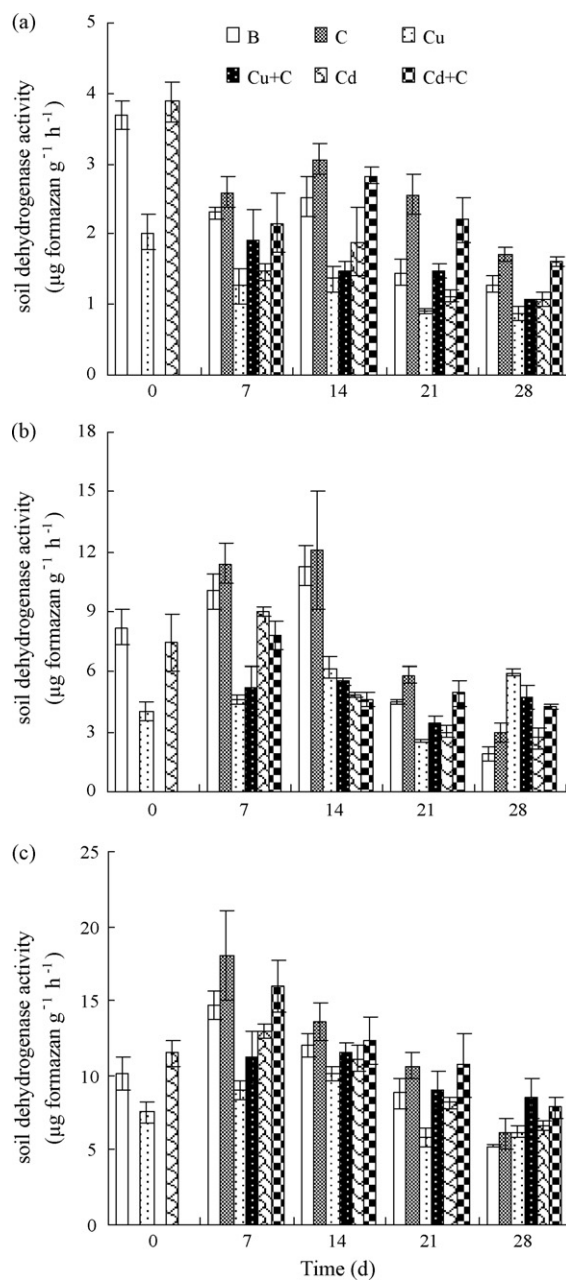 (a)
soil dehydrogenase activity
(µg formazan g⁻¹ h⁻¹)
5
4
3
2
1
0
B C Cu
Cu+C Cd Cd+C
0 7 14 21 28
(b)
soil dehydrogenase activity
(µg formazan g⁻¹ h⁻¹)
18
15
12
9
6
3
0
0 7 14 21 28
(c)
soil dehydrogenase activity
(µg formazan g⁻¹ h⁻¹)
25
20
15
10
5
0
0 7 14 21 28
Time (d)